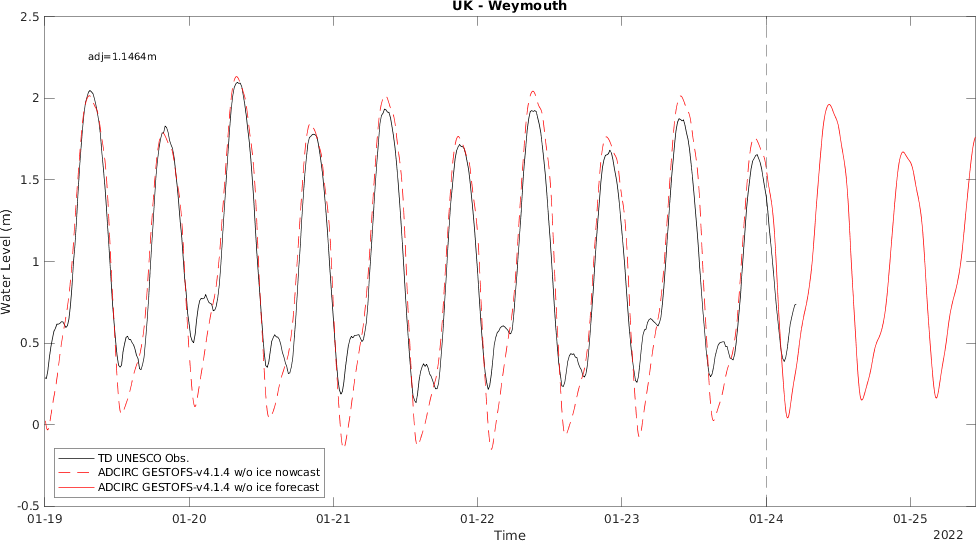 UK - Weymouth
2.5
adj=1.1464m
2
1.5
1
0.5
0
-0.5
Water Level (m)
TD UNESCO Obs.
ADCIRC GESTOFS-v4.1.4 w/o ice nowcast
ADCIRC GESTOFS-v4.1.4 w/o ice forecast
01-19 01-20 01-21 01-22 01-23 01-24 01-25
Time
2022